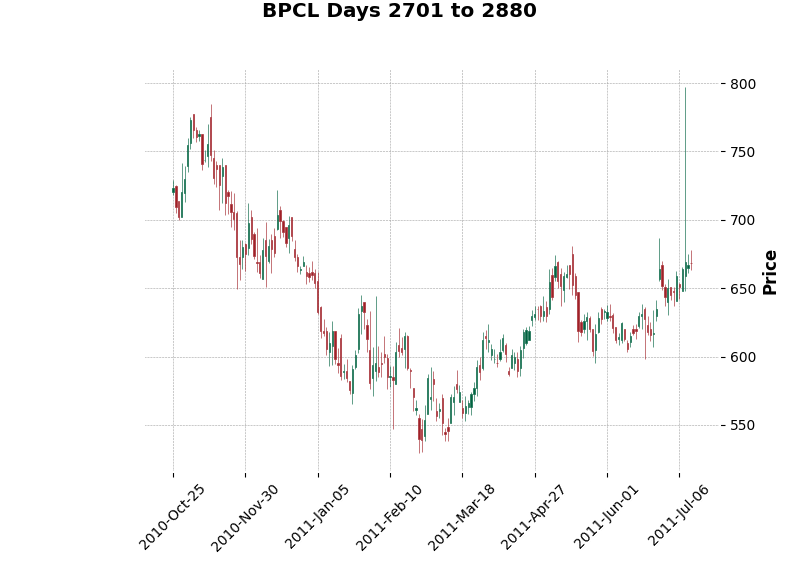 BPCL Days 2701 to 2880
800
750
700
650
600
550
Price
2010-Oct-25
2010-Nov-30
2011-Jan-05
2011-Feb-10
2011-Mar-18
2011-Apr-27
2011-Jun-01
2011-Jul-06